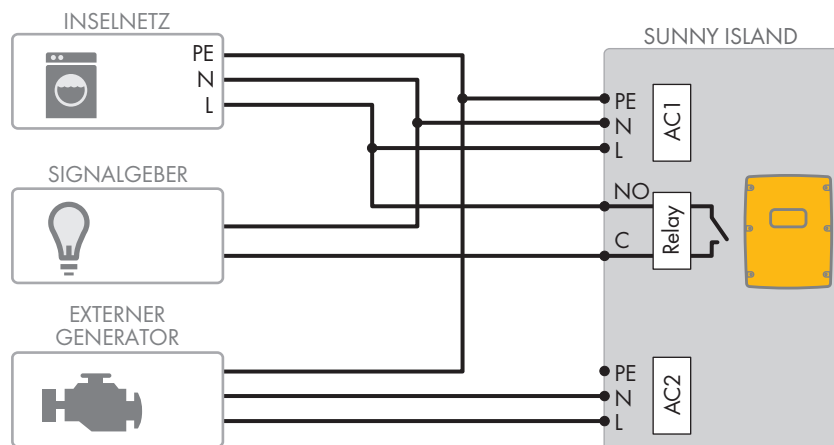 INSELNETZ
PE
N
L
SIGNALGEBER
EXTERNER
GENERATOR
SUNNY ISLAND
PE
N
L
AC1
NO
C
Relay
PE
N
L
AC2